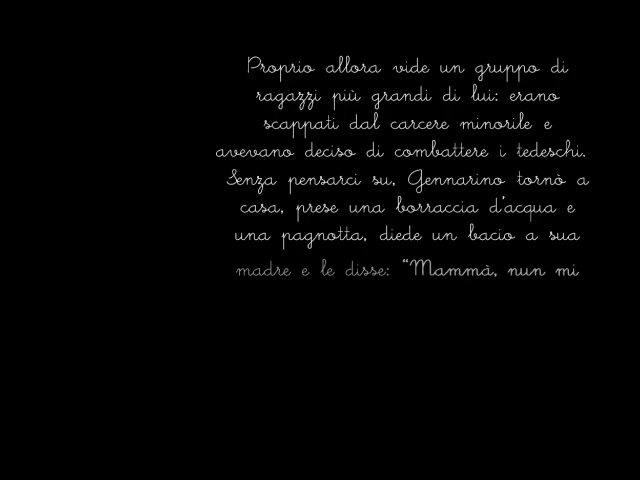 Proprio allora vide un gruppo di
ragazzi più grandi di lui: erano
scappati dal carcere minorile e
avevano deciso di combattere i tedeschi.
Senza pensarci su, Gennarino tornò a
casa, prese una borraccia d'acqua e
una pagnotta, diede un bacio a sua
madre e le disse: “Mammà, nun mi